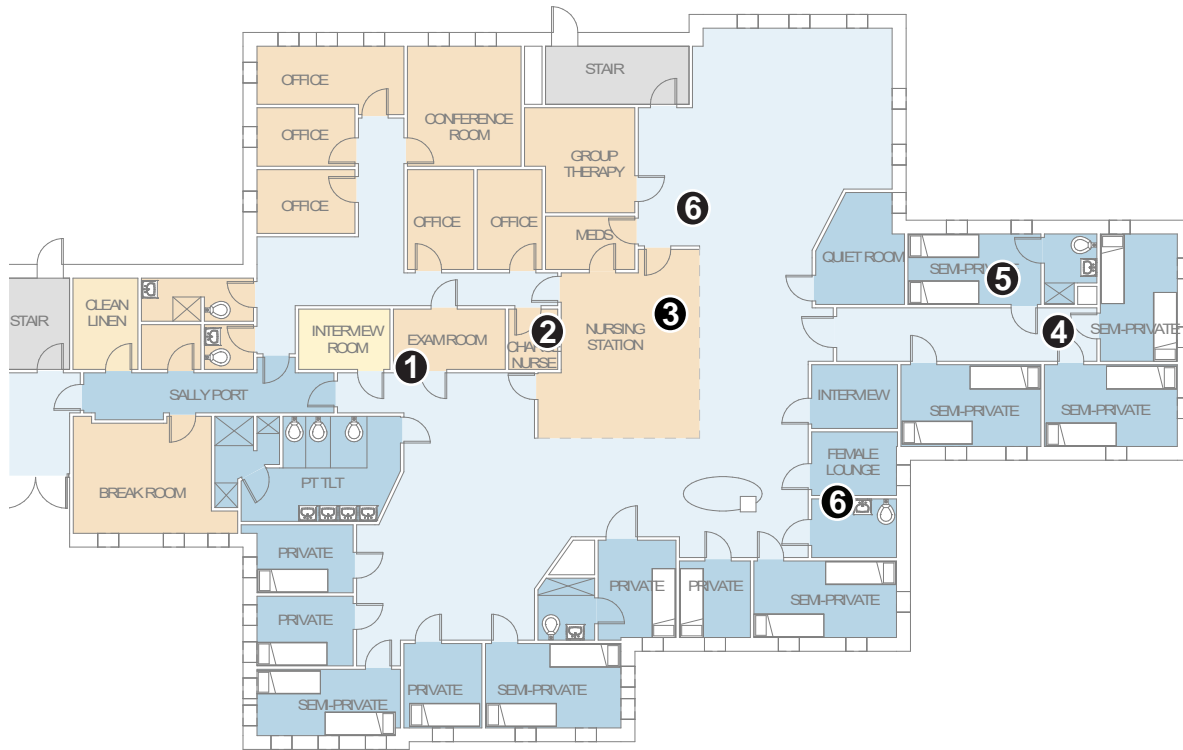 OFFICE
STAIR
CONFERENCE
ROOM
OFFICE
GROUP
THERAPY
OFFICE
OFFICE
OFFICE
6
MEDS
QUIET ROOM
SEMI-PRIVATE
5
STAIR
CLEAN
LINEN
INTERVIEW
ROOM
EXAM ROOM
2
CHARGE
NURSE
NURSING
STATION
3
4
SEMI-PRIVATE
1
SALLY PORT
INTERVIEW
SEMI-PRIVATE
SEMI-PRIVATE
FEMALE
LOUNGE
BREAK ROOM
PT TLT
6
PRIVATE
PRIVATE
PRIVATE
SEMI-PRIVATE
PRIVATE
SEMI-PRIVATE
PRIVATE
SEMI-PRIVATE